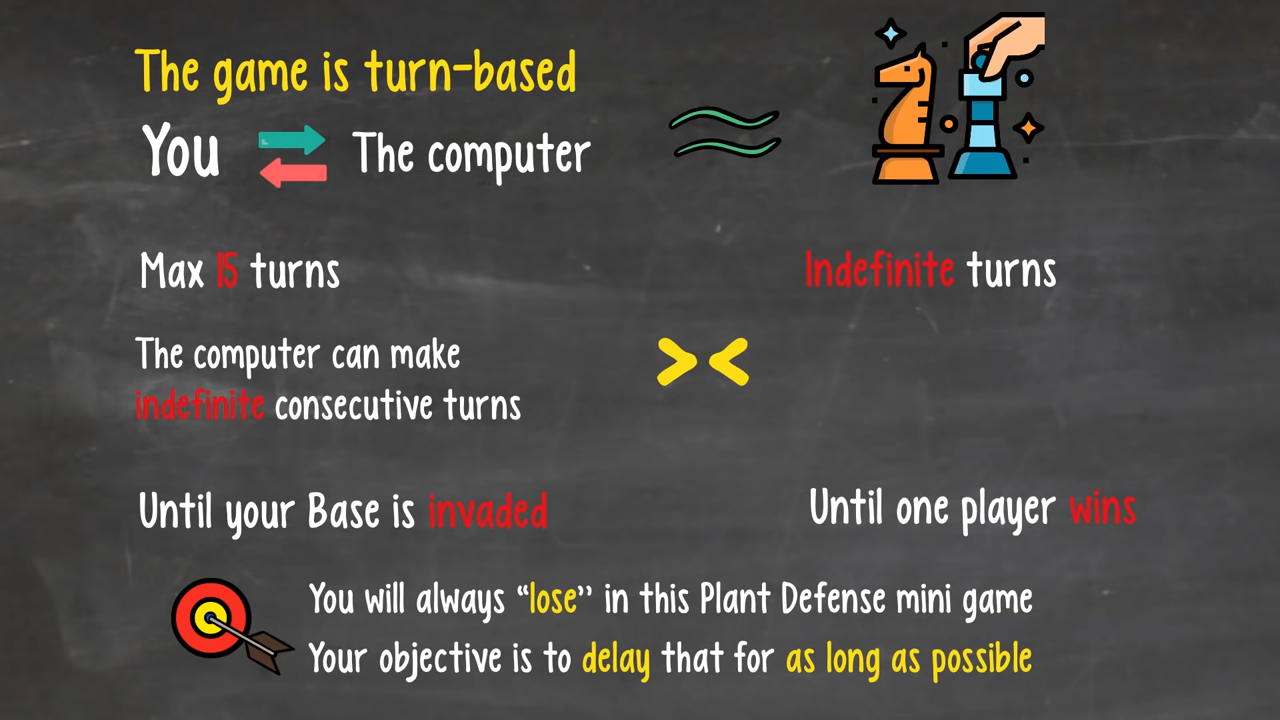 The game is turn-based
You The computer
Max 15 turns
Indefinite turns
The computer can make
indefinite consecutive turns
Until your Base is invaded
Until one player wins
You will always “lose” in this Plant Defense mini game
Your objective is to delay that for as long as possible